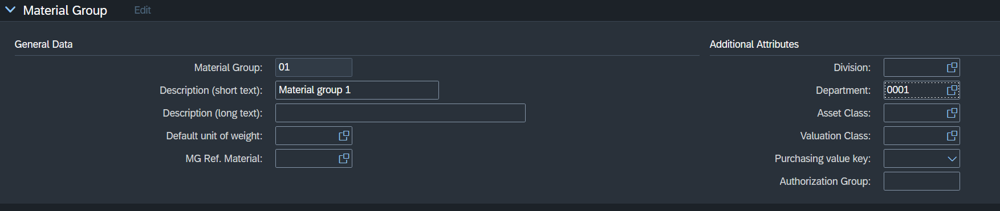 Material Group Edit
General Data
Material Group: 01
Description (short text): Material group 1
Description (long text):
Default unit of weight:
MG Ref. Material:
Additional Attributes
Division:
Department: 0001
Asset Class:
Valuation Class:
Purchasing value key:
Authorization Group: